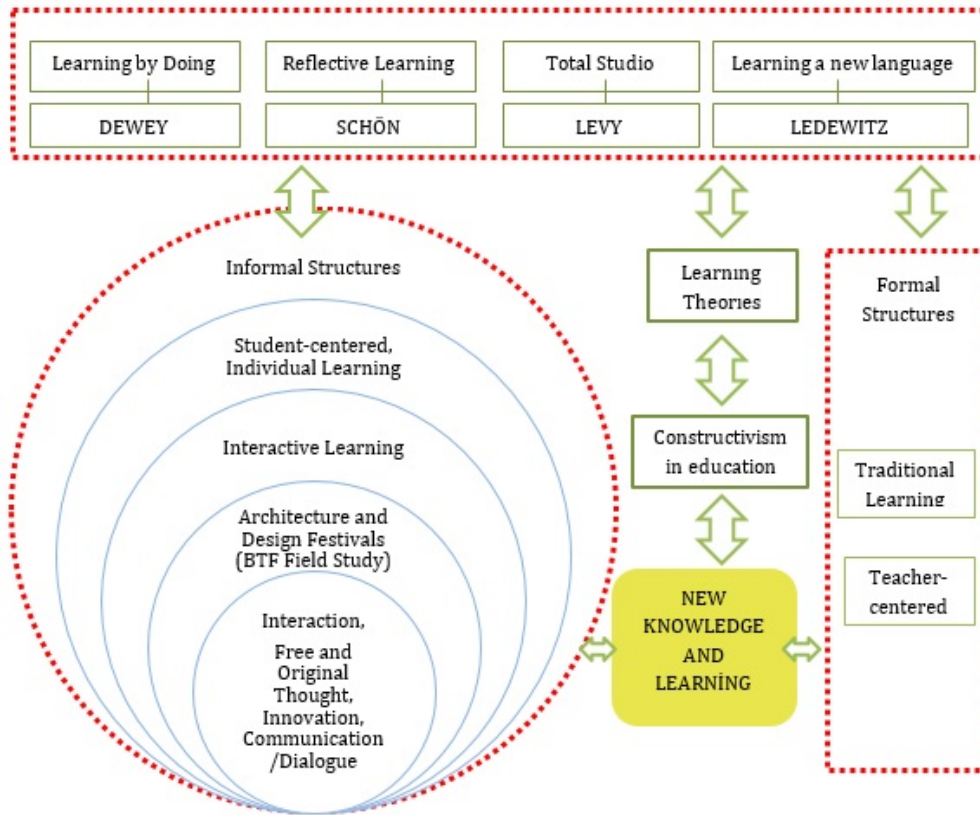 Learning by Doing
DEWEY
Reflective Learning
SCHÖN
Total Studio
LEVY
Learning a new language
LEDEWITZ
Informal Structures
Student-centered,
Individual Learning
Interactive Learning
Architecture and
Design Festivals
(BTF Field Study)
Interaction,
Free and
Original
Thought,
Innovation,
Communication
/Dialogue
Learning
Theories
Constructivism
in education
NEW
KNOWLEDGE
AND
LEARNİNG
Formal
Structures
Traditional
Learning
Teacher-
centered